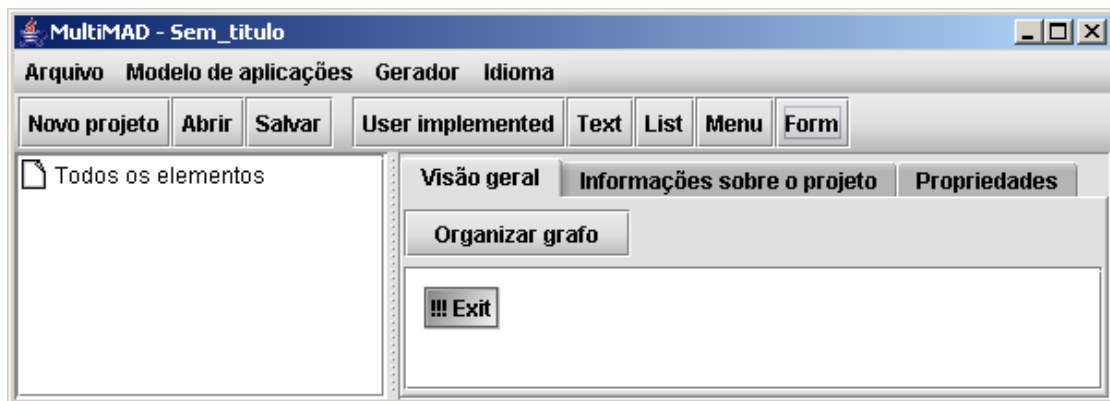 MultiMAD - Sem_titulo
Arquivo Modelo de aplicações Gerador Idioma
Novo projeto Abrir Salvar User implemented Text List Menu Form
Todos os elementos
Visão geral Informações sobre o projeto Propriedades
Organizar grafo
!!! Exit